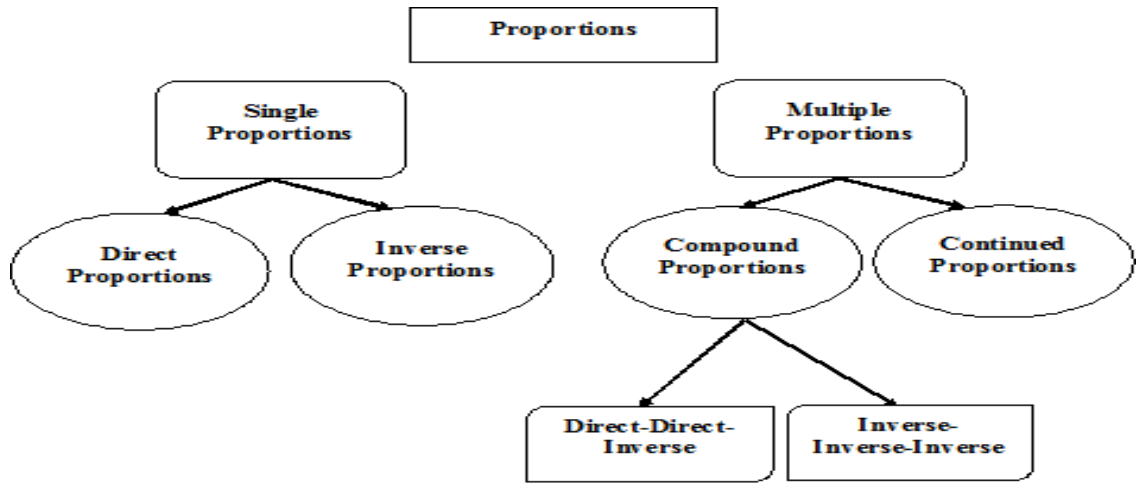 Proportions
Single
Proportions
Multiple
Proportions
Direct
Proportions
Inverse
Proportions
Compound
Proportions
Continued
Proportions
Direct-Direct-
Inverse
Inverse-
Inverse-Inverse